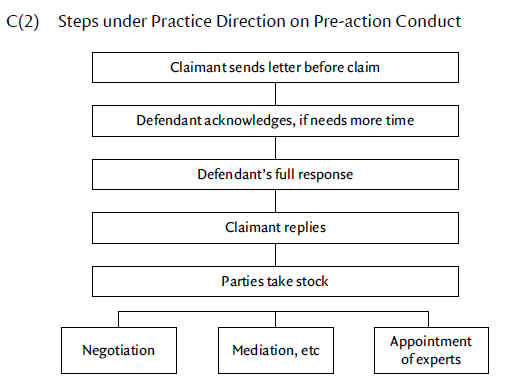 C(2) Steps under Practice Direction on Pre-action Conduct
Claimant sends letter before claim
Defendant acknowledges, if needs more time
Defendant's full response
Claimant replies
Parties take stock
Negotiation
Mediation, etc
Appointment
of experts